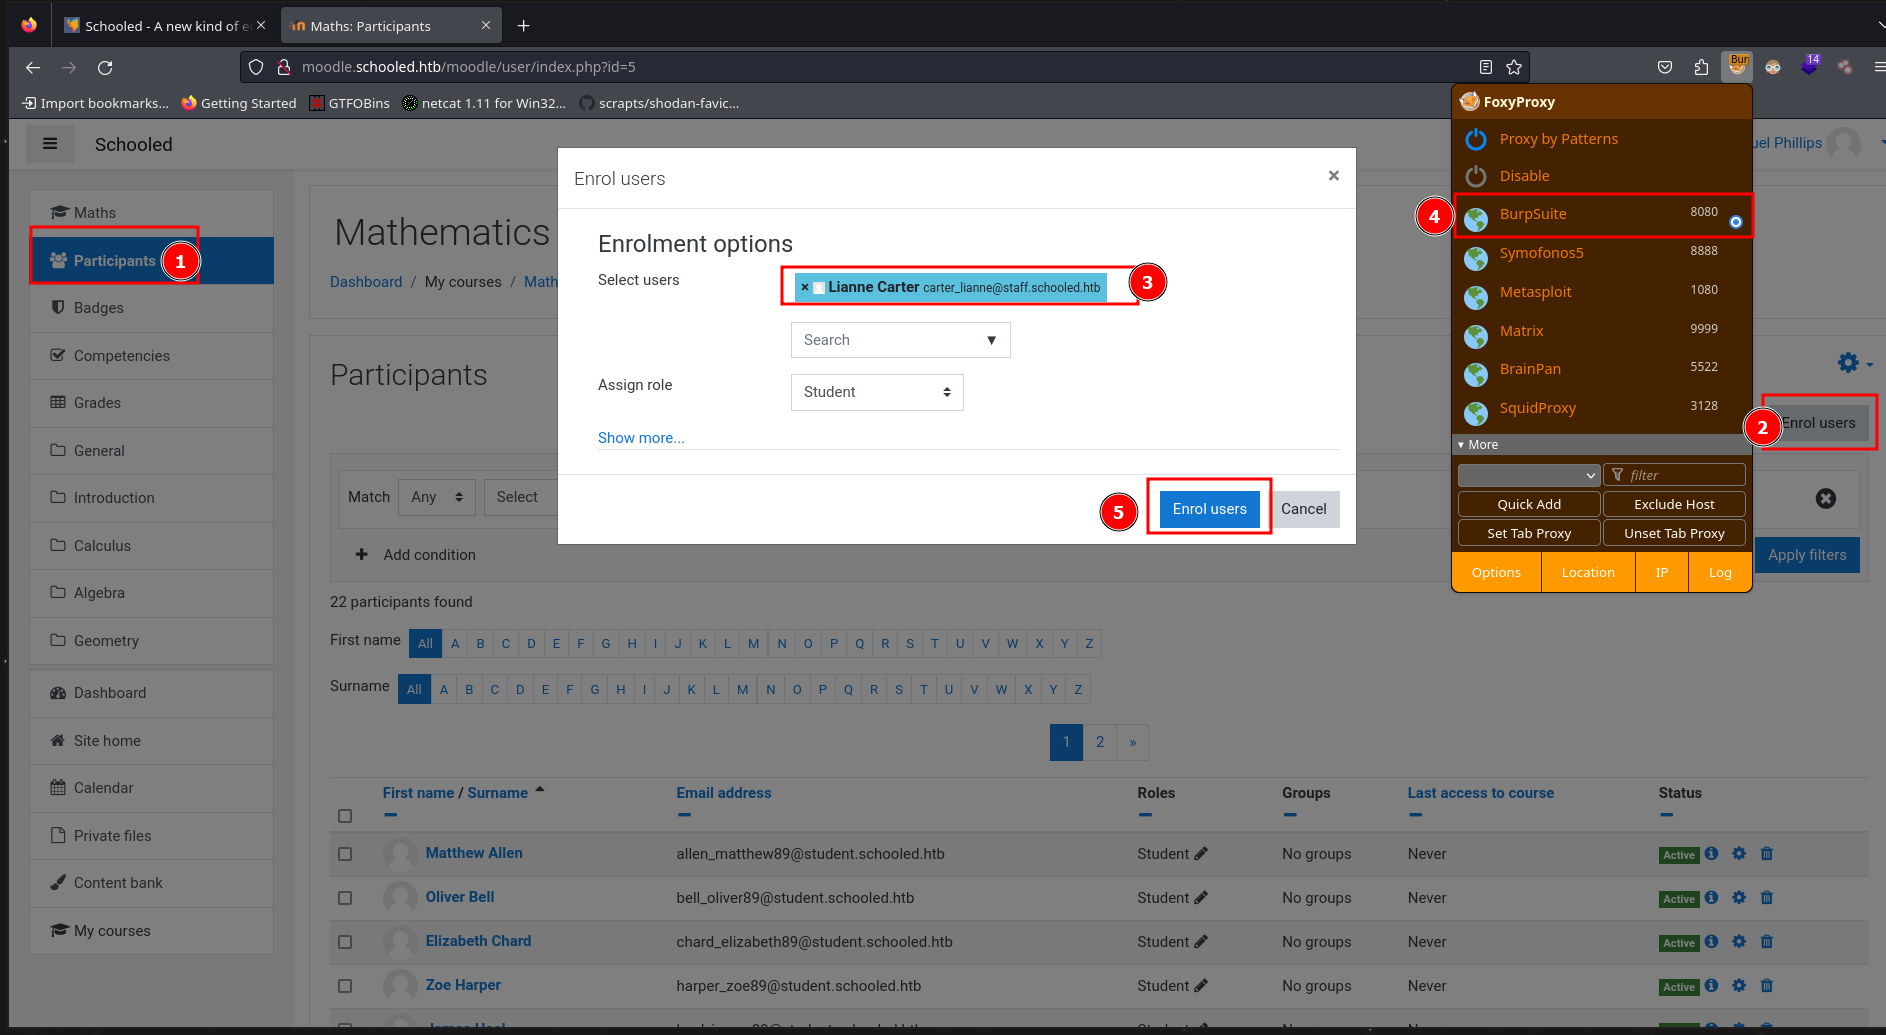 Schooled - A new kind of e
Maths: Participants
moodle.schooled.htb/moodle/user/index.php?id=5
Bur
14
Import bookmarks...
Getting Started
GTFOBins
netcat 1.11 for Win32...
scrapts/shodan-favic...
Schooled
uel Phillips
FoxyProxy
Proxy by Patterns
Disable
4
BurpSuite 8080
Symofonos5 8888
Metasploit 1080
Matrix 9999
BrainPan 5522
SquidProxy 3128
More
filter
Quick Add
Exclude Host
Set Tab Proxy
Unset Tab Proxy
Options
Location
IP
Log
Maths
Participants
1
Badges
Competencies
Grades
General
Introduction
Calculus
Algebra
Geometry
Dashboard
Site home
Calendar
Private files
Content bank
My courses
Mathematics
Dashboard / My courses / Math
Enrol users
×
Enrolment options
Select users
× Lianne Carter carter_lianne@staff.schooled.htb
3
Search ▼
Assign role
Student
Show more...
5
Enrol users
Cancel
Participants
2
Enrol users
Match
Any
Select
Add condition
Apply filters
22 participants found
First name All A B C D E F G H I J K L M N O P Q R S T U V W X Y Z
Surname All A B C D E F G H I J K L M N O P Q R S T U V W X Y Z
1 2 »
First name / Surname Email address Roles Groups Last access to course Status
Matthew Allen allen_matthew89@student.schooled.htb Student No groups Never Active
Oliver Bell bell_oliver89@student.schooled.htb Student No groups Never Active
Elizabeth Chard chard_elizabeth89@student.schooled.htb Student No groups Never Active
Zoe Harper harper_zoe89@student.schooled.htb Student No groups Never Active